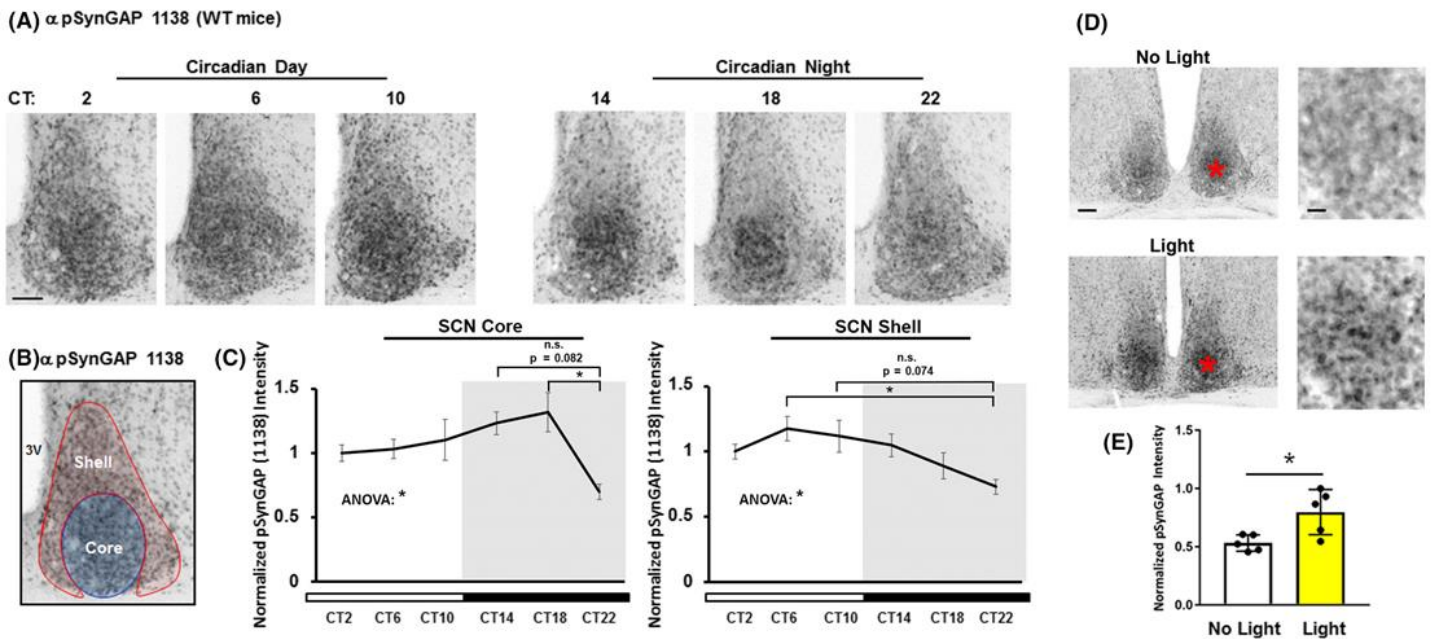 (A) α pSynGAP 1138 (WT mice)
Circadian Day
Circadian Night
CT: 2 6 10 14 18 22
(B) α pSynGAP 1138
3V
Shell
Core
(C)
SCN Core
n.s.
p = 0.082
*
Normalized pSynGAP (1138) Intensity
1.5
1
0.5
0
ANOVA: *
CT2 CT6 CT10 CT14 CT18 CT22
SCN Shell
n.s.
p = 0.074
*
Normalized pSynGAP (1138) Intensity
1.5
1
0.5
0
ANOVA: *
CT2 CT6 CT10 CT14 CT18 CT22
(D)
No Light
*
Light
*
(E)
Normalized pSynGAP Intensity
1.5
1.0
0.5
0.0
*
No Light Light